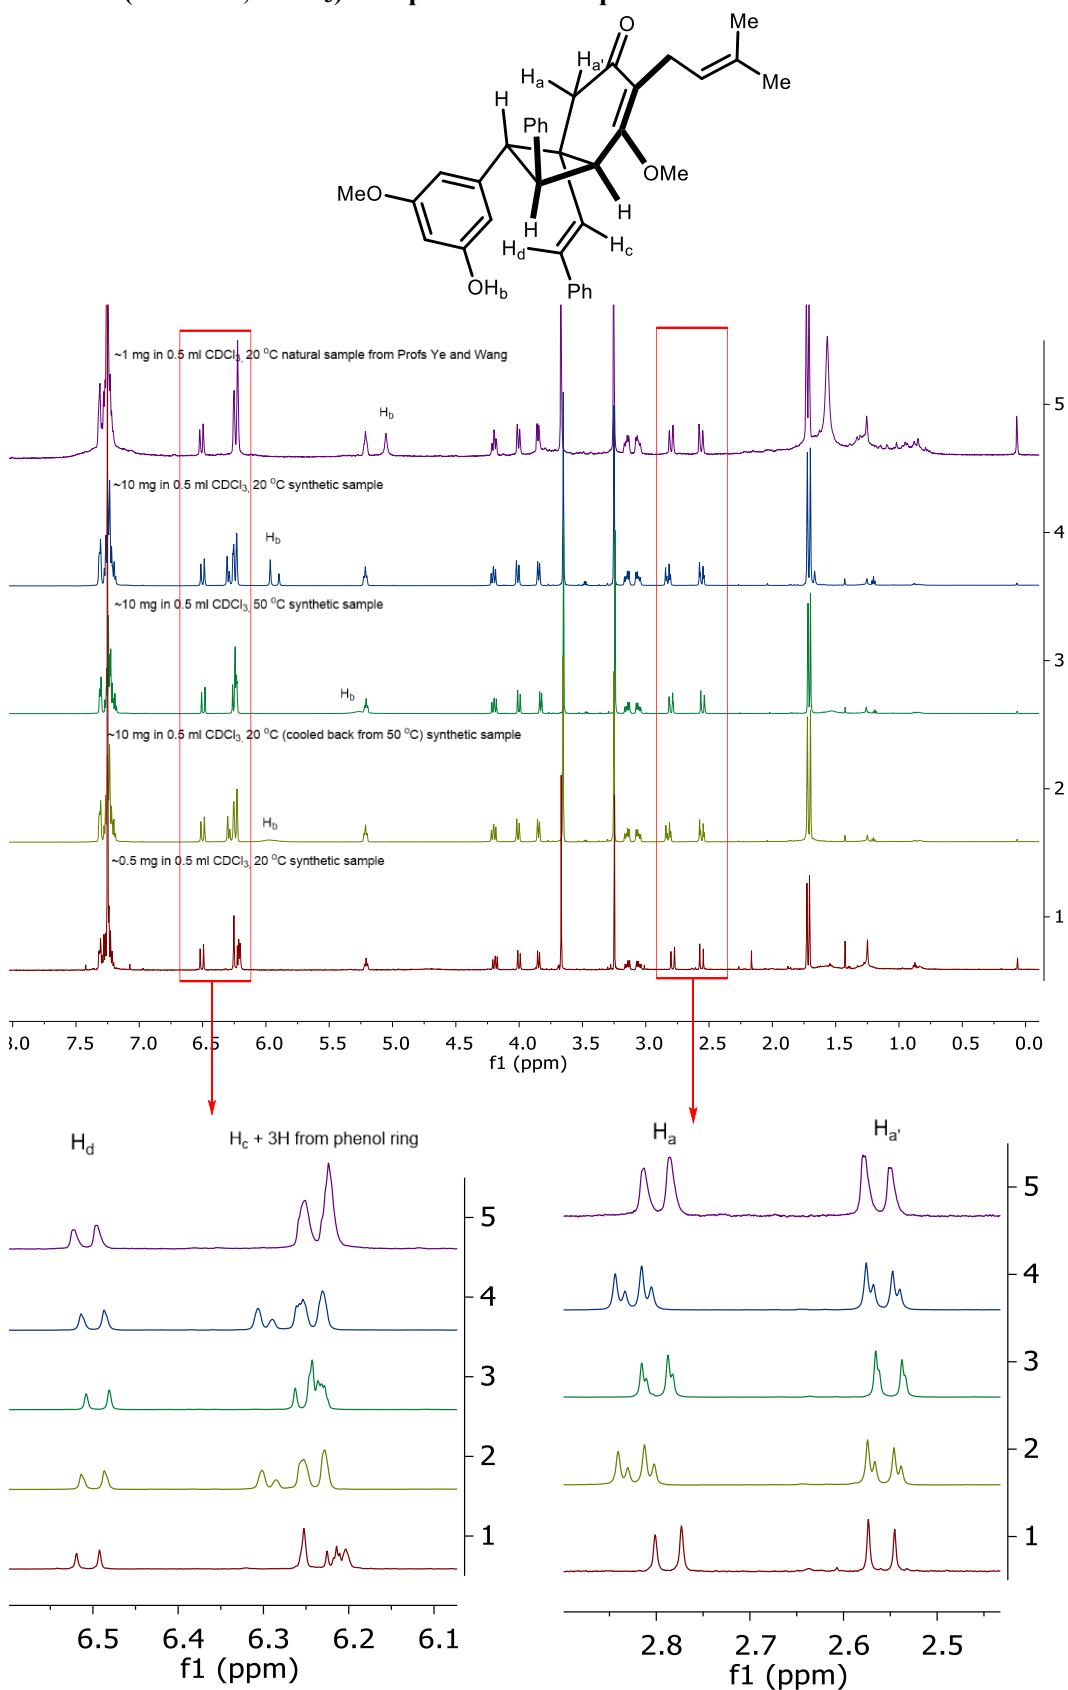 O
Me
Me
Ha'
Ha
H
Ph
OMe
MeO
H
H
Hd
Hc
OHb
Ph
~1 mg in 0.5 ml CDCl3, 20 °C natural sample from Profs Ye and Wang
5
Hb
~10 mg in 0.5 ml CDCl3, 20 °C synthetic sample
4
Hb
~10 mg in 0.5 ml CDCl3, 50 °C synthetic sample
3
Hb
~10 mg in 0.5 ml CDCl3, 20 °C (cooled back from 50 °C) synthetic sample
2
Hb
~0.5 mg in 0.5 ml CDCl3, 20 °C synthetic sample
1
7.5 7.0 6.5 6.0 5.5 5.0 4.5 4.0 3.5 3.0 2.5 2.0 1.5 1.0 0.5 0.0
f1 (ppm)
Hd
Hc + 3H from phenol ring
5
4
3
2
1
6.5 6.4 6.3 6.2 6.1
f1 (ppm)
Ha
Ha'
5
4
3
2
1
2.8 2.7 2.6 2.5
f1 (ppm)